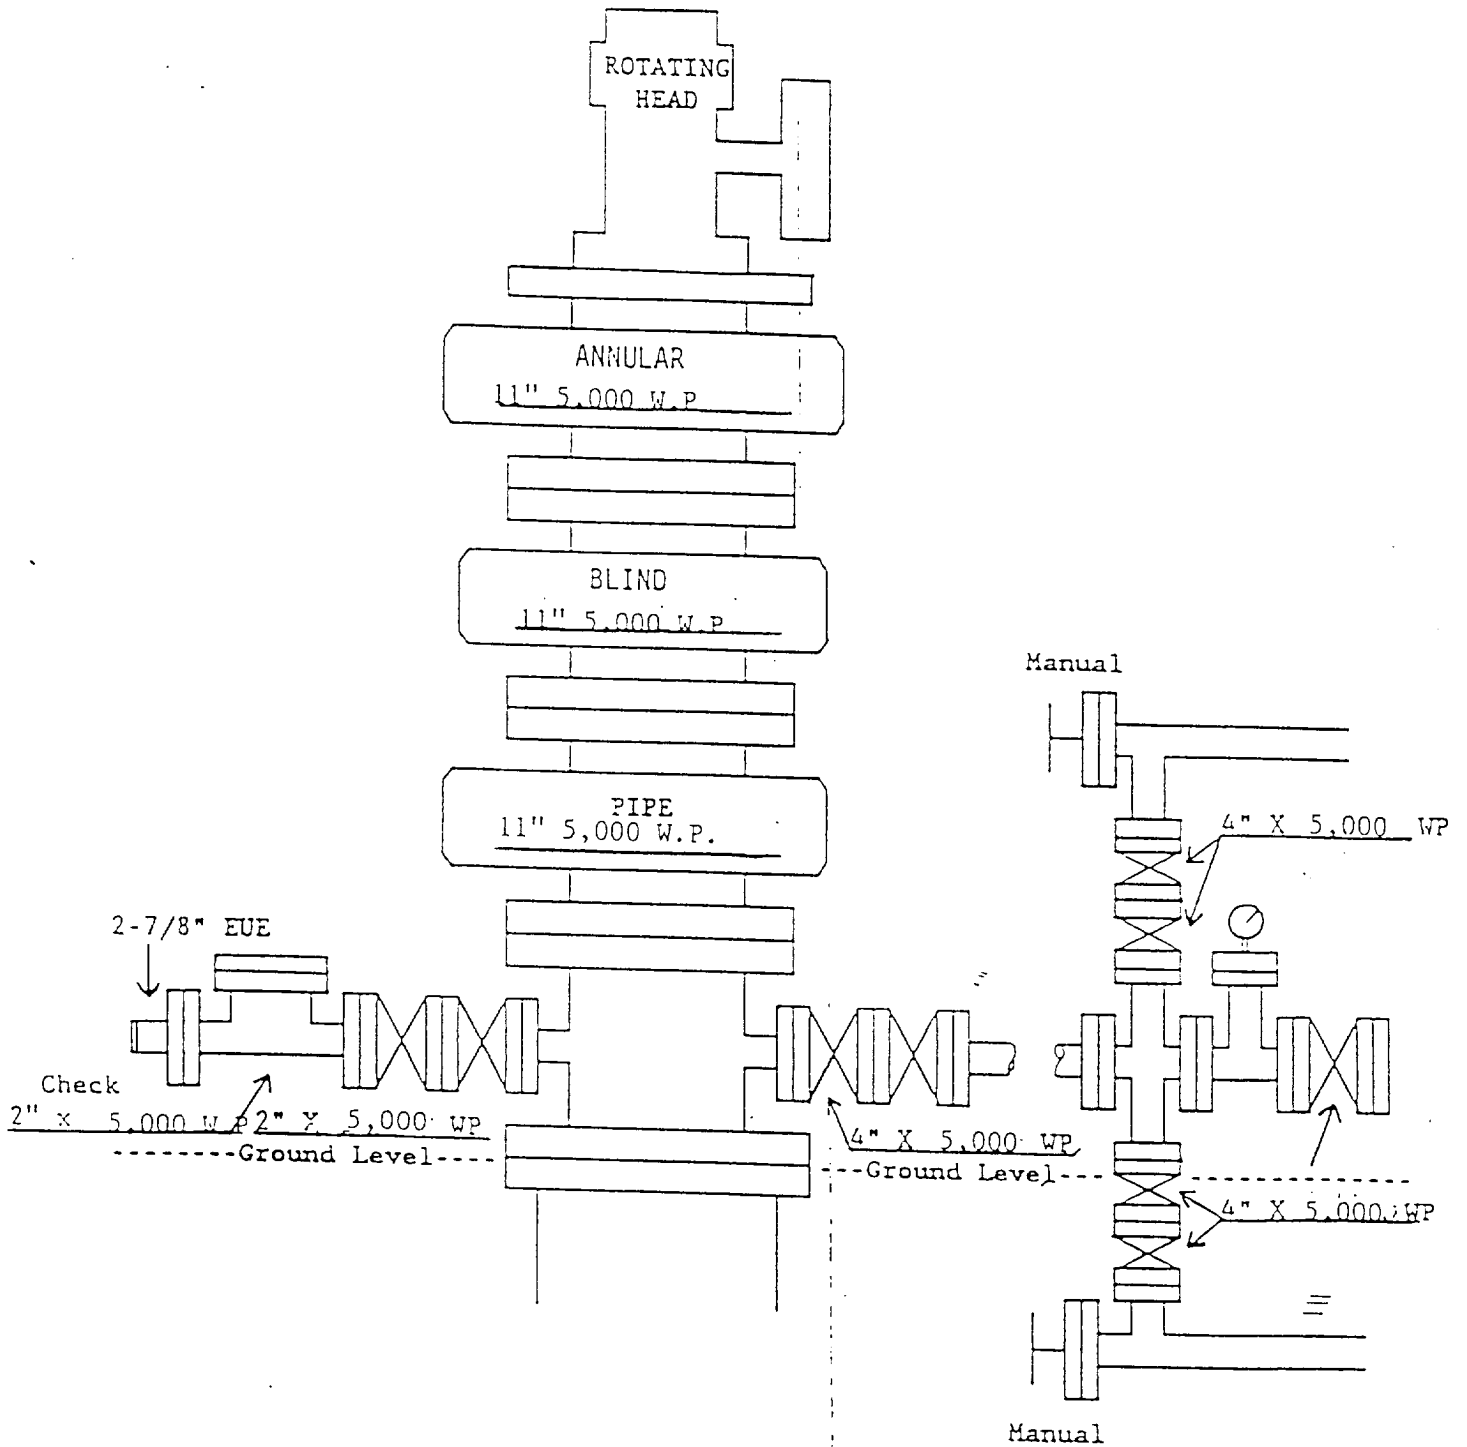 ROTATING
HEAD
ANNULAR
11" 5,000 W.P
BLIND
11" 5,000 W.P
PIPE
11" 5,000 W.P.
Manual
4" X 5,000 WP
2-7/8" EUE
Check
2" x 5,000 W P
2" X 5,000 WP
4" X 5,000 WP
---Ground Level---
---Ground Level---
4" X 5,000 WP
Manual